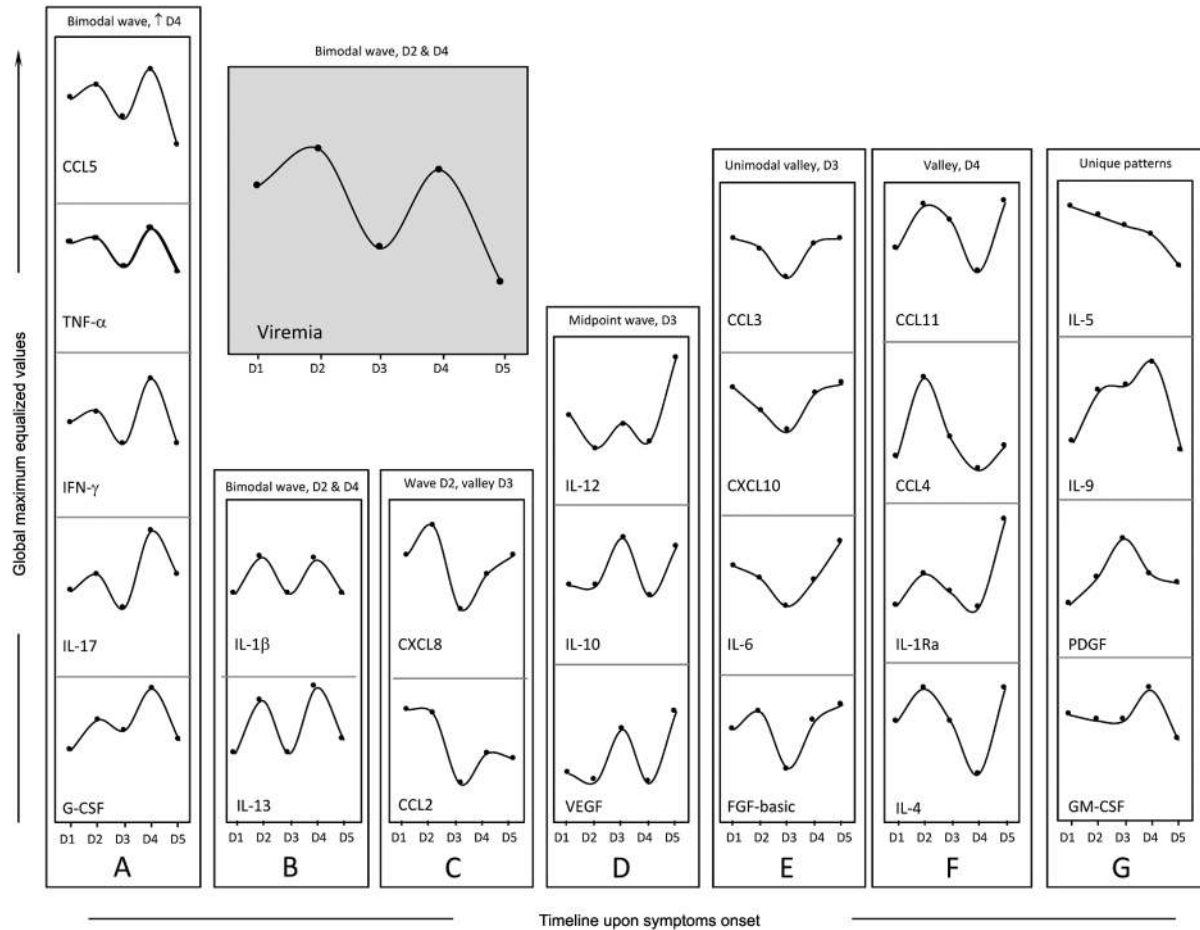 Global maximum equalized values
Bimodal wave, ↑ D4
CCL5
TNF-α
IFN-γ
IL-17
G-CSF
D1 D2 D3 D4 D5
A
Bimodal wave, D2 & D4
Viremia
D1 D2 D3 D4 D5
Bimodal wave, D2 & D4
IL-1β
IL-13
D1 D2 D3 D4 D5
B
Wave D2, valley D3
CXCL8
CCL2
D1 D2 D3 D4 D5
C
Midpoint wave, D3
IL-12
IL-10
VEGF
D1 D2 D3 D4 D5
D
Unimodal valley, D3
CCL3
CXCL10
IL-6
FGF-basic
D1 D2 D3 D4 D5
E
Valley, D4
CCL11
CCL4
IL-1Ra
IL-4
D1 D2 D3 D4 D5
F
Unique patterns
IL-5
IL-9
PDGF
GM-CSF
D1 D2 D3 D4 D5
G
Timeline upon symptoms onset